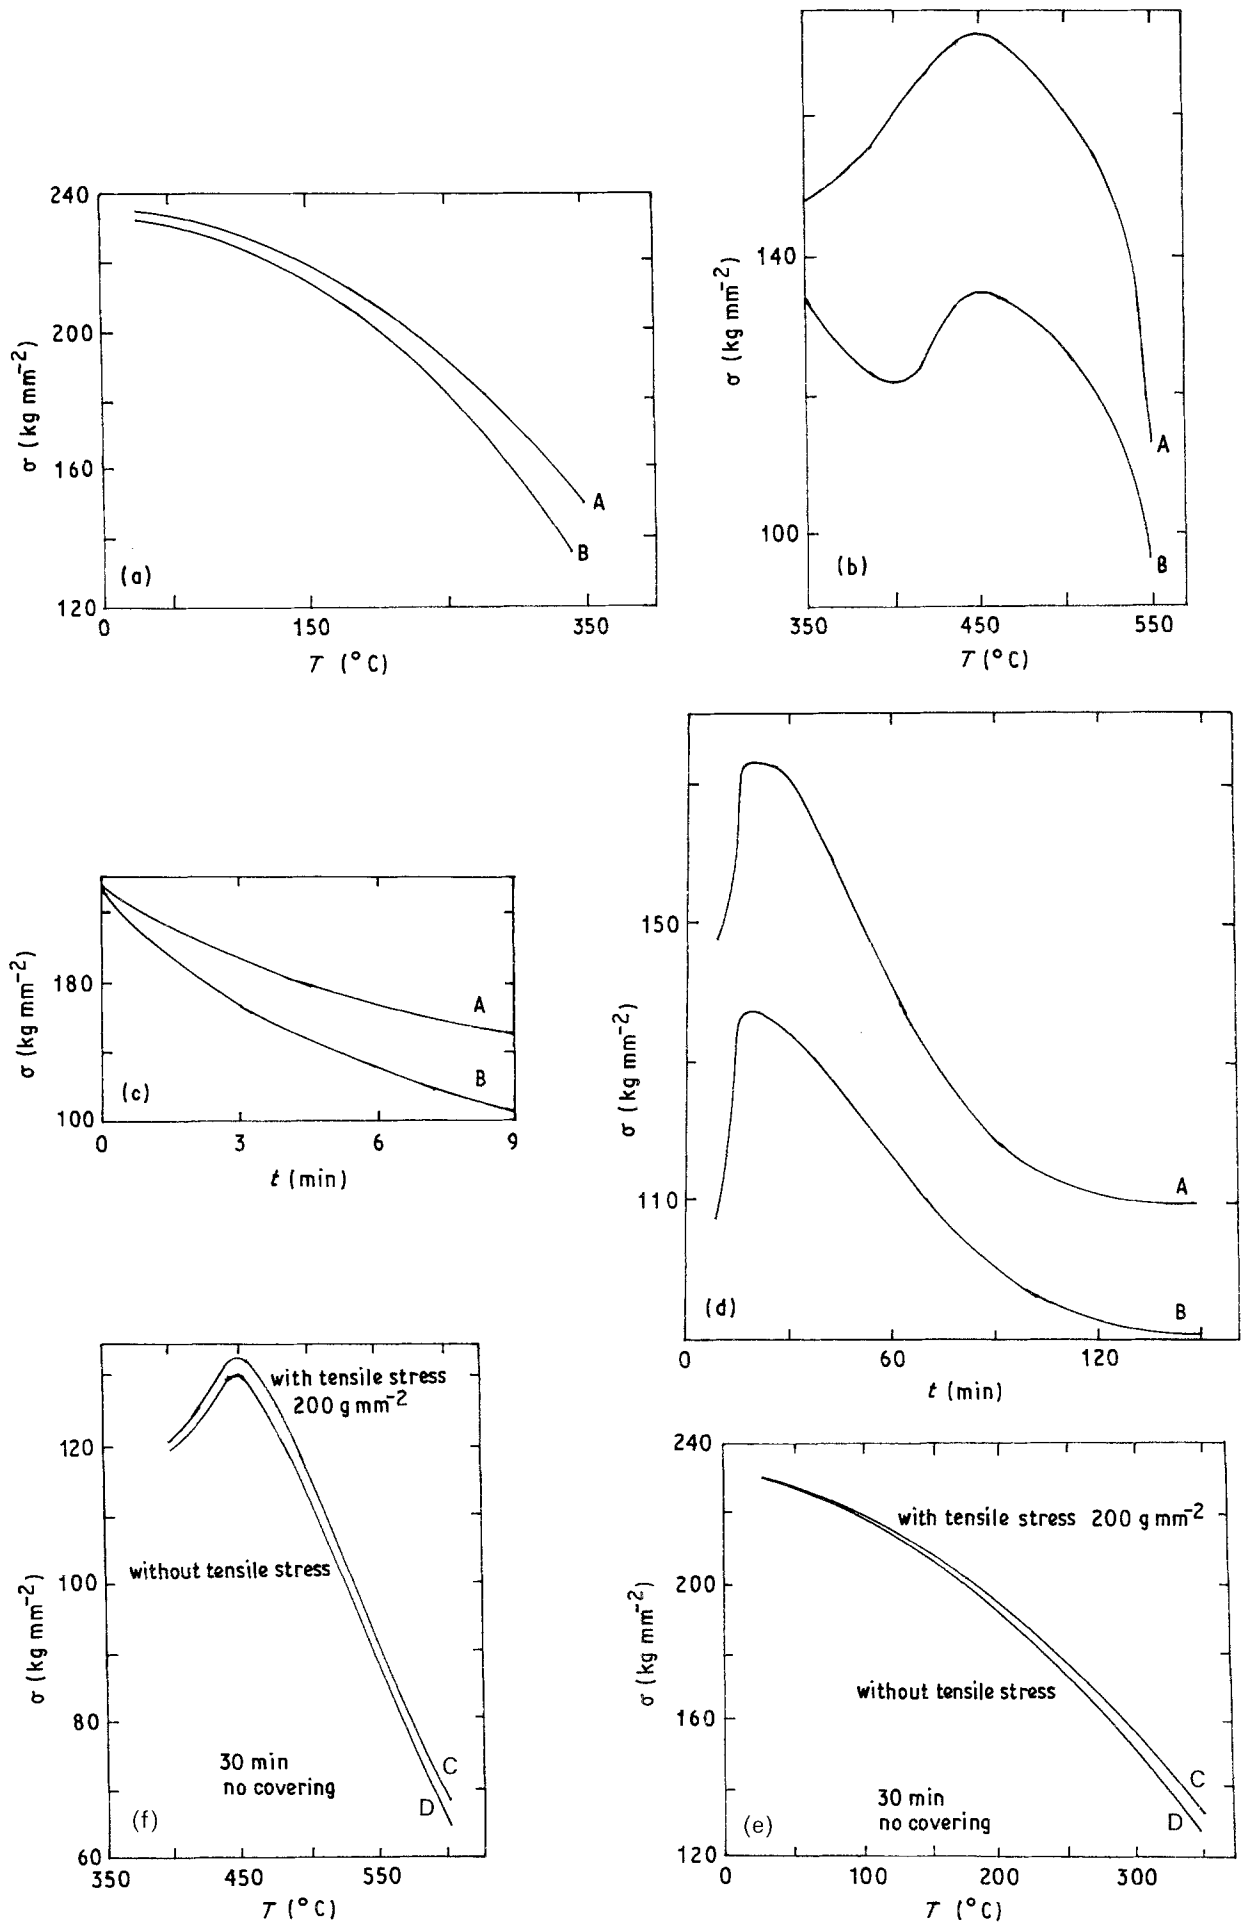 240
200
160
120
σ (kg mm⁻²)
A
B
(a)
0 150 350
T (°C)
140
100
σ (kg mm⁻²)
A
B
(b)
350 450 550
T (°C)
180
100
σ (kg mm⁻²)
A
B
(c)
0 3 6 9
t (min)
150
110
σ (kg mm⁻²)
A
B
(d)
0 60 120
t (min)
with tensile stress
200 g mm⁻²
120
without tensile stress
100
σ (kg mm⁻²)
80
30 min
no covering
C
D
(f)
60
350 450 550
T (°C)
240
with tensile stress 200 g mm⁻²
200
σ (kg mm⁻²)
without tensile stress
160
30 min
no covering
C
D
(e)
120
0 100 200 300
T (°C)